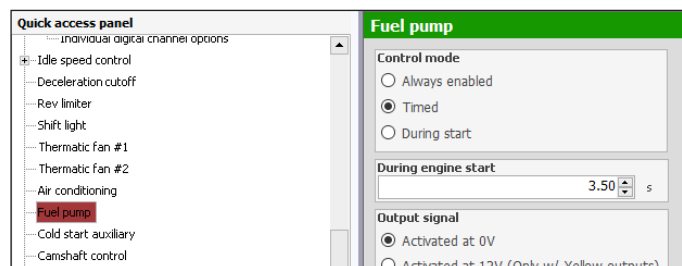 Quick access panel
Individual digital channel options
Idle speed control
Deceleration cutoff
Rev limiter
Shift light
Thermatic fan #1
Thermatic fan #2
Air conditioning
Fuel pump
Cold start auxiliary
Camshaft control
Fuel pump
Control mode
Always enabled
Timed
During start
During engine start
3.50 s
Output signal
Activated at 0V
Activated at 12V (Only w/ Yellow outputs)